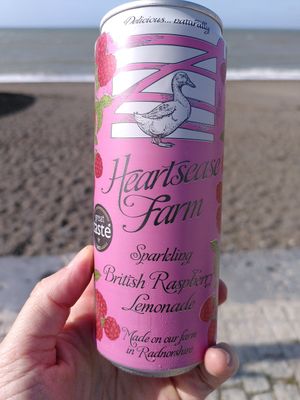 Delicious... naturally
Heartsease
Farm
great
taste
Sparkling
British Raspberry
Lemonade
Made on our farm
in Radnorshire